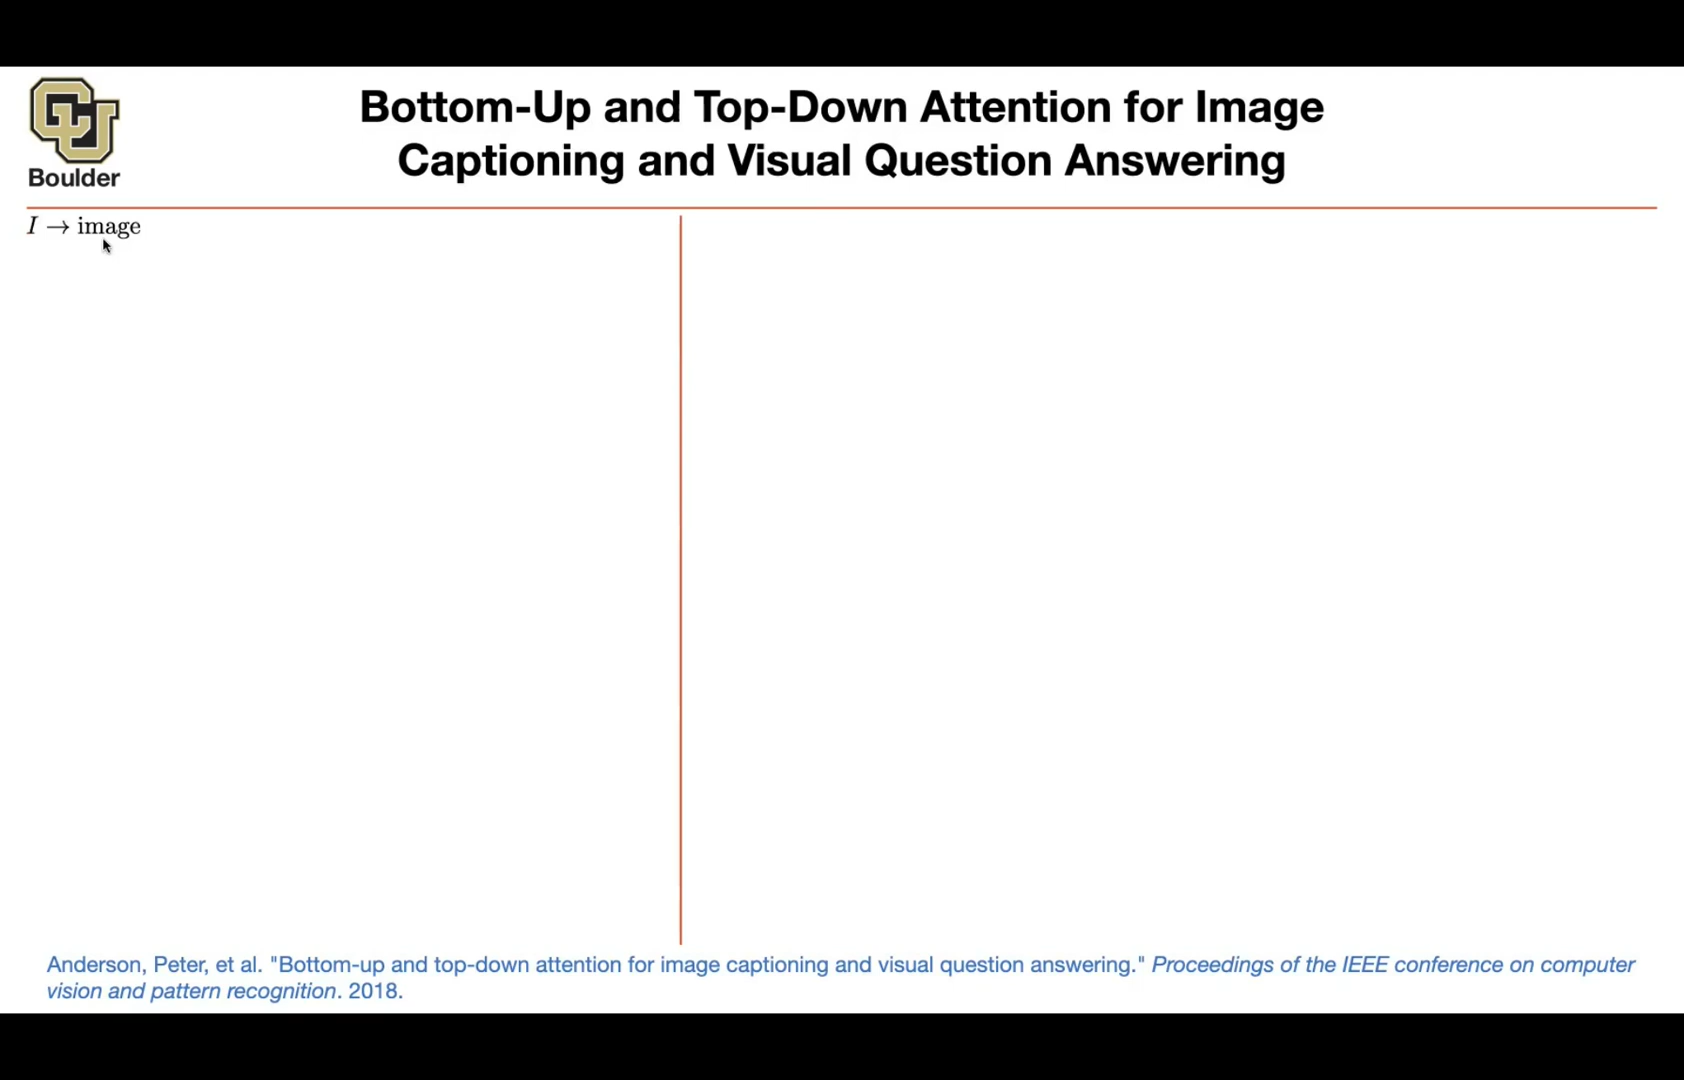 Boulder
Bottom-Up and Top-Down Attention for Image
Captioning and Visual Question Answering
I → image
Anderson, Peter, et al. "Bottom-up and top-down attention for image captioning and visual question answering." Proceedings of the IEEE conference on computer
vision and pattern recognition. 2018.